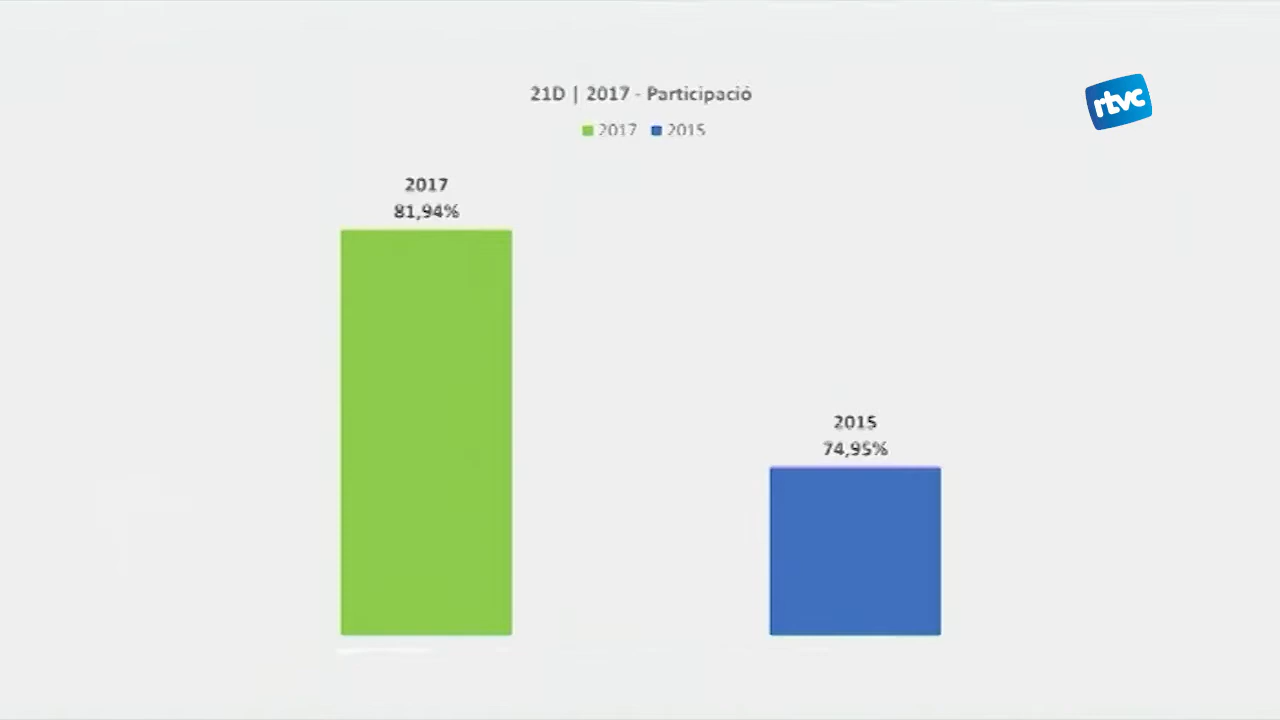 21D | 2017 - Participació
rtvc
2017 2015
2017
81,94%
2015
74,95%